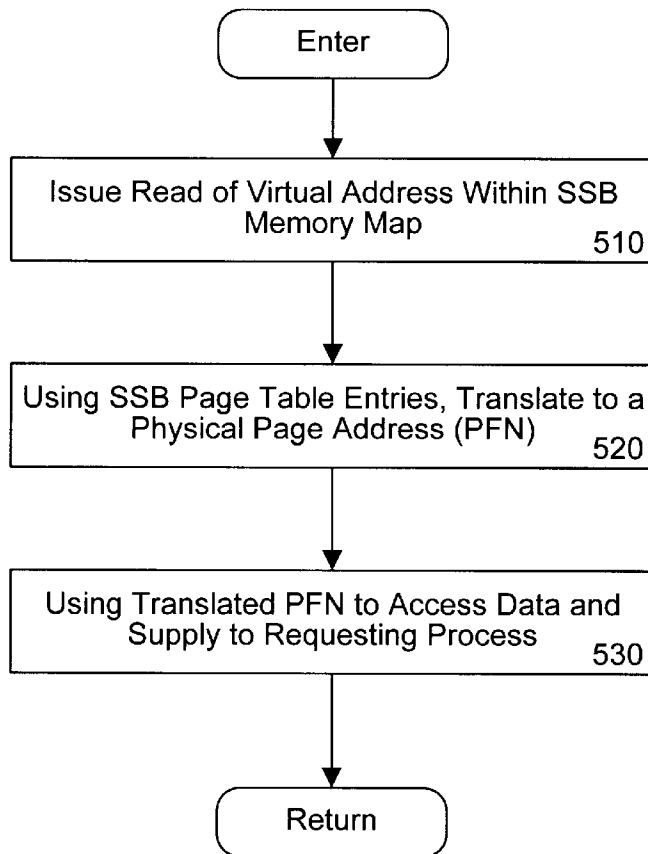 Enter
Issue Read of Virtual Address Within SSB
Memory Map
510
Using SSB Page Table Entries, Translate to a
Physical Page Address (PFN)
520
Using Translated PFN to Access Data and
Supply to Requesting Process
530
Return